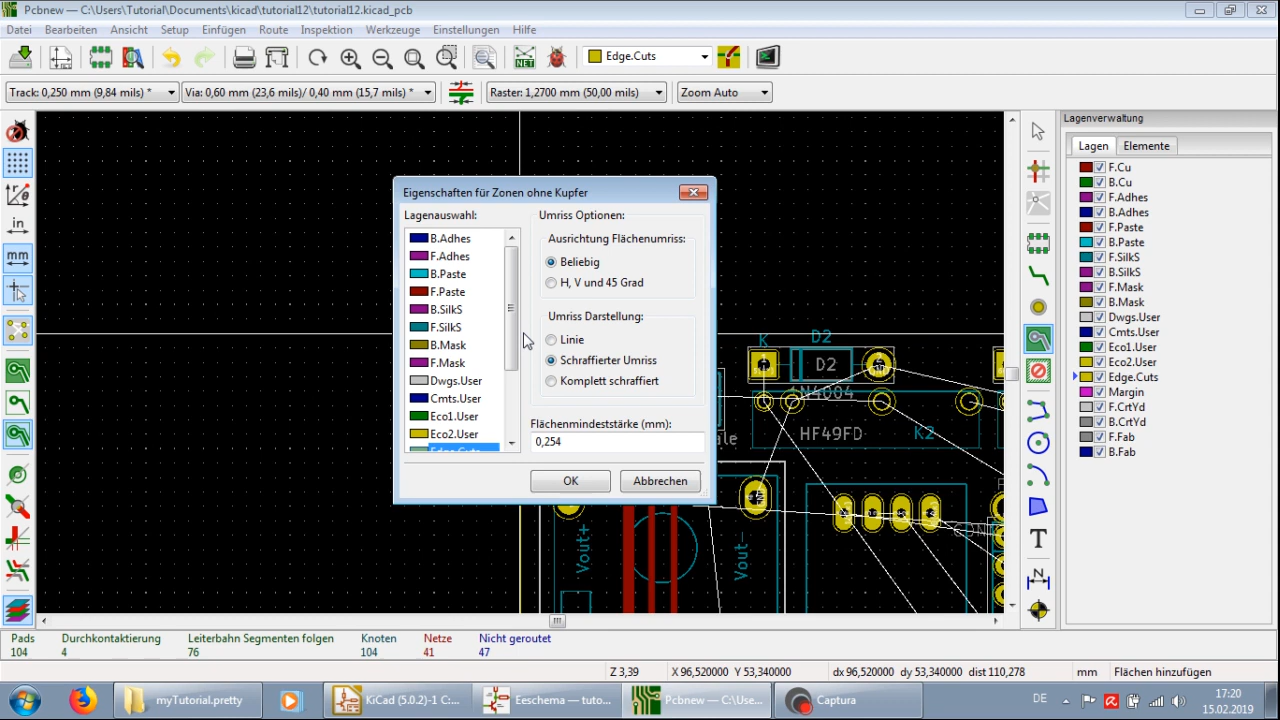 Pcbnew — C:\Users\Tutorial\Documents\kicad\tutorial12\tutorial12.kicad_pcb
Datei Bearbeiten Ansicht Setup Einfügen Route Inspektion Werkzeuge Einstellungen Hilfe
NET
Edge.Cuts
Track: 0,250 mm (9,84 mils) *
Via: 0,60 mm (23,6 mils)/ 0,40 mm (15,7 mils) *
Raster: 1,2700 mm (50,00 mils)
Zoom Auto
in
mm
Eigenschaften für Zonen ohne Kupfer
Lagenauswahl:
B.Adhes
F.Adhes
B.Paste
F.Paste
B.SilkS
F.SilkS
B.Mask
F.Mask
Dwgs.User
Cmts.User
Eco1.User
Eco2.User
Edge.Cuts
Umriss Optionen:
Ausrichtung Flächenumriss:
Beliebig
H, V und 45 Grad
Umriss Darstellung:
Linie
Schraffierter Umriss
Komplett schraffiert
Flächenmindeststärke (mm):
0,254
OK
Abbrechen
K
D2
D2
HF49FD
K2
Vout+
Vout-
T
N
Lagenverwaltung
Lagen
Elemente
F.Cu
B.Cu
F.Adhes
B.Adhes
F.Paste
B.Paste
F.SilkS
B.SilkS
F.Mask
B.Mask
Dwgs.User
Cmts.User
Eco1.User
Eco2.User
Edge.Cuts
Margin
F.CrtYd
B.CrtYd
F.Fab
B.Fab
Pads Durchkontaktierung Leiterbahn Segmenten folgen Knoten Netze Nicht geroutet
104 4 76 104 41 47
Z 3,39 X 96,520000 Y 53,340000 dx 96,520000 dy 53,340000 dist 110,278 mm Flächen hinzufügen
myTutorial.pretty
KiCad (5.0.2)-1 C:...
Eeschema — tuto...
Pcbnew — C:\Use...
Captura
DE
17:20
15.02.2019